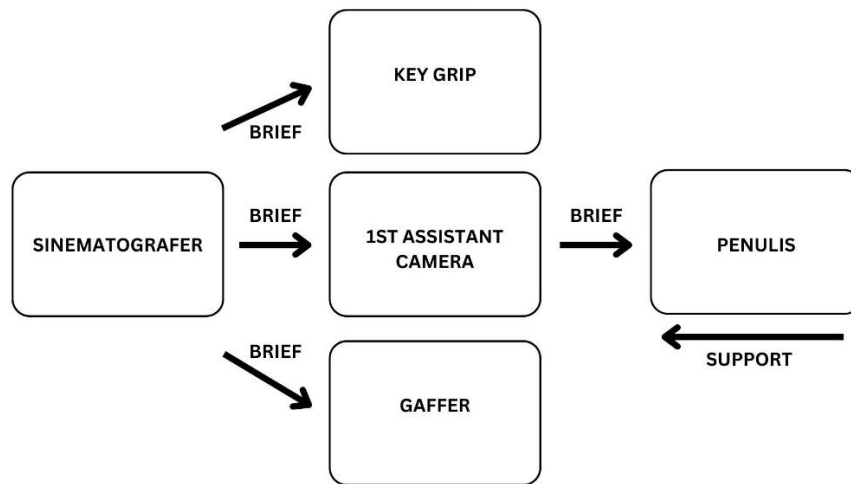 KEY GRIP
BRIEF
SINEMATOGRAFER
BRIEF
1ST ASSISTANT
CAMERA
BRIEF
PENULIS
BRIEF
SUPPORT
GAFFER